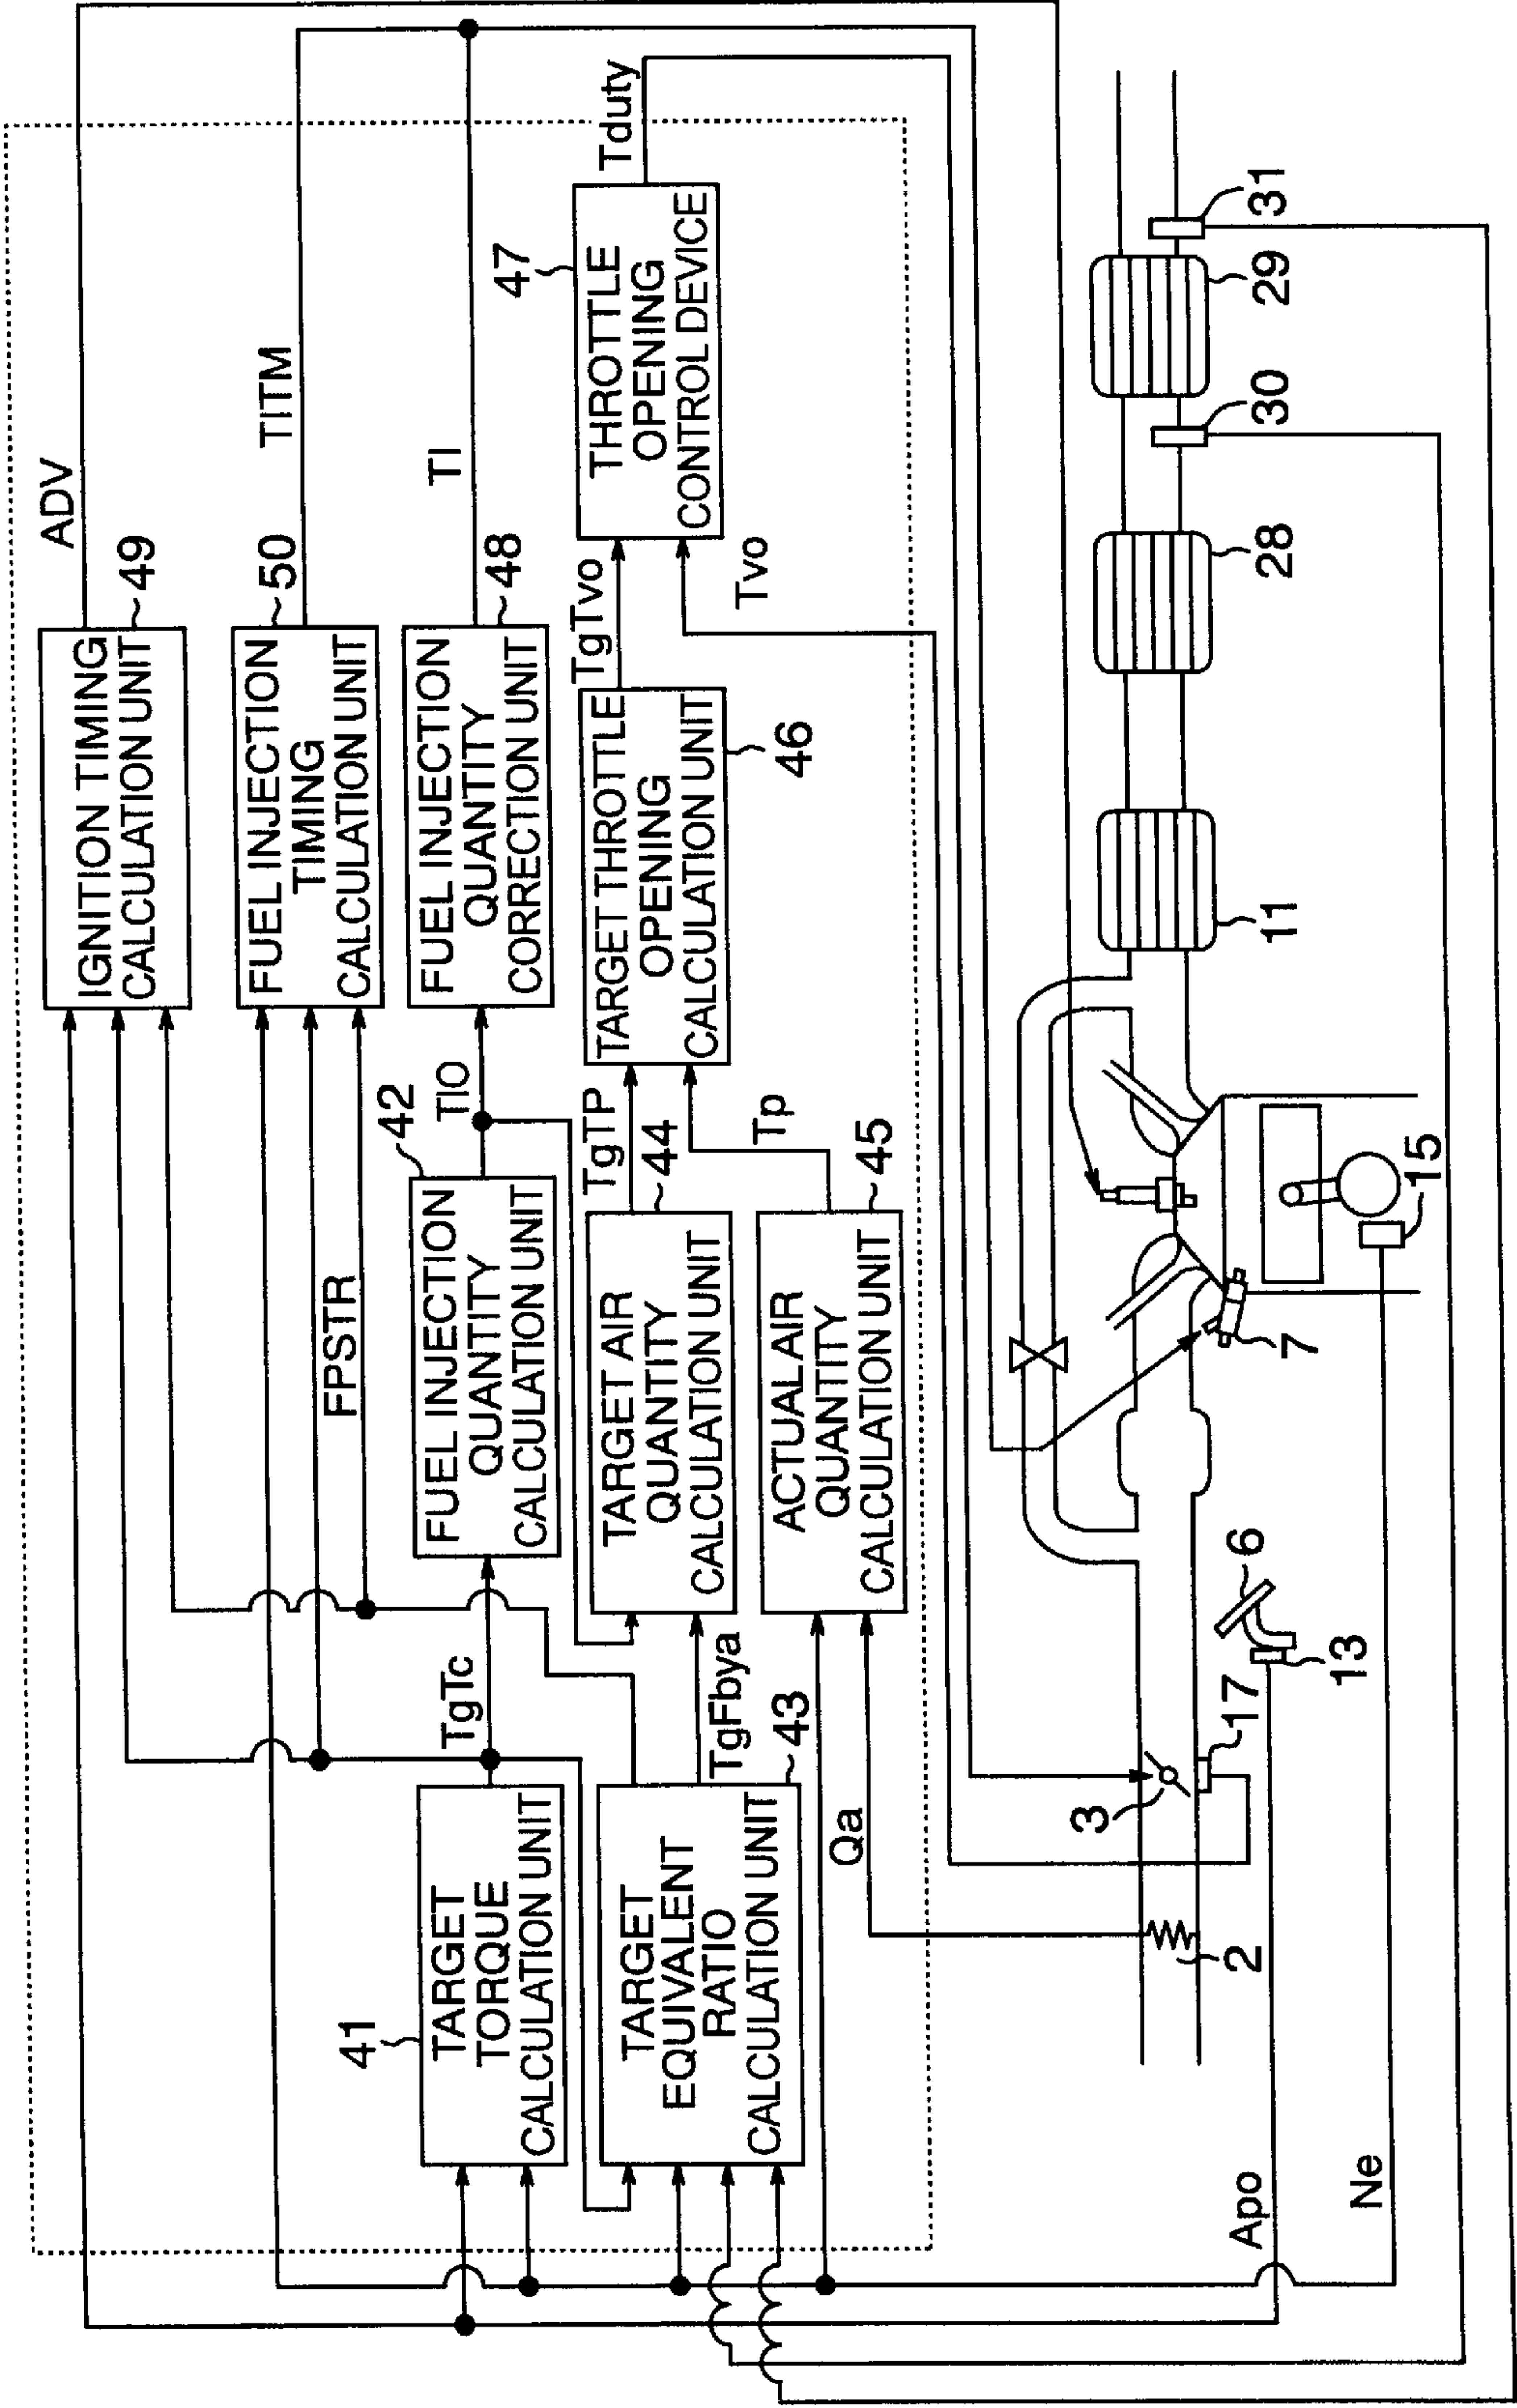 ADV
IGNITION TIMING
CALCULATION UNIT
49
TITM
FUEL INJECTION
TIMING
CALCULATION UNIT
50
FPSTR
TI
FUEL INJECTION
QUANTITY
CORRECTION UNIT
48
TIO
42
FUEL INJECTION
QUANTITY
CALCULATION UNIT
TgTc
41
TARGET
TORQUE
CALCULATION UNIT
Tduty
47
THROTTLE
OPENING
CONTROL DEVICE
TgTvo
Tvo
TARGET THROTTLE
OPENING
CALCULATION UNIT
46
TgTP
Tp
TARGET AIR
QUANTITY
CALCULATION UNIT
44
TgFbya
TARGET
EQUIVALENT
RATIO
CALCULATION UNIT
43
ACTUAL AIR
QUANTITY
CALCULATION UNIT
45
Qa
3
17
2
6
13
7
15
11
28
30
29
31
Apo
Ne